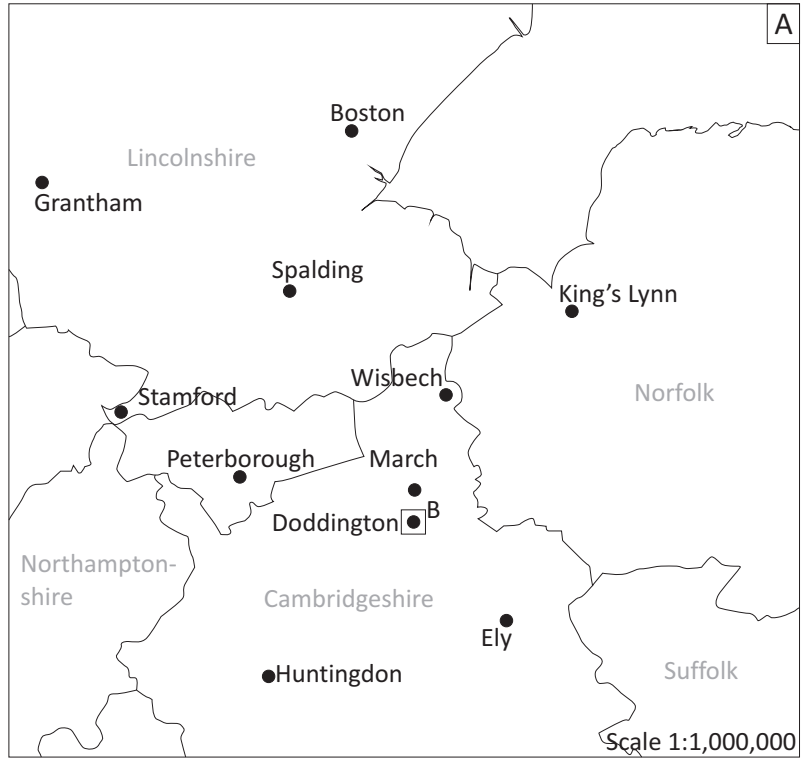 A
Boston
Lincolnshire
Grantham
Spalding
King's Lynn
Wisbech
Norfolk
Stamford
Peterborough
March
B
Doddington
Northampton-
shire
Cambridgeshire
Ely
Suffolk
Huntingdon
Scale 1:1,000,000